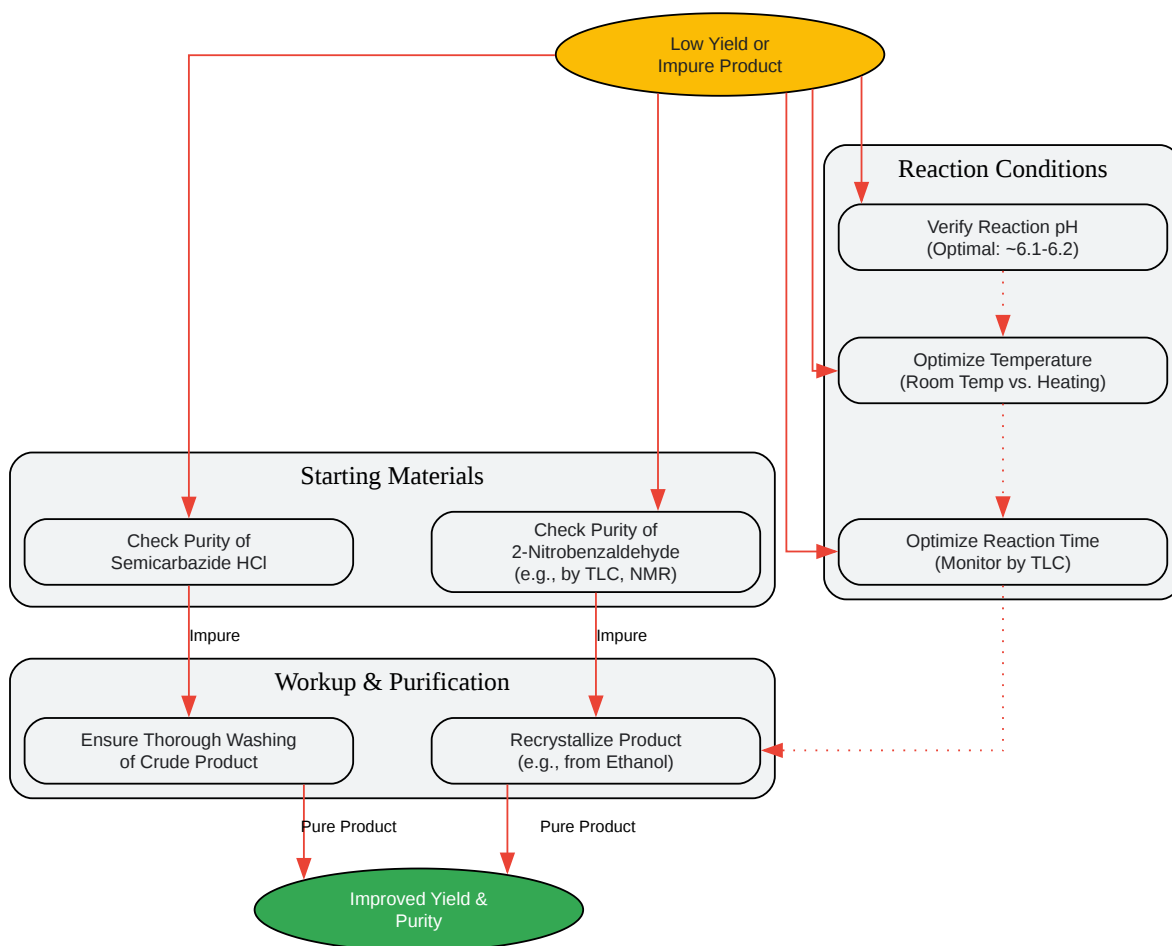 Low Yield or
Impure Product
Reaction Conditions
Verify Reaction pH
(Optimal: ~6.1-6.2)
Optimize Temperature
(Room Temp vs. Heating)
Optimize Reaction Time
(Monitor by TLC)
Starting Materials
Check Purity of
Semicarbazide HCl
Check Purity of
2-Nitrobenzaldehyde
(e.g., by TLC, NMR)
Impure
Impure
Workup & Purification
Ensure Thorough Washing
of Crude Product
Recrystallize Product
(e.g., from Ethanol)
Pure Product
Pure Product
Improved Yield &
Purity